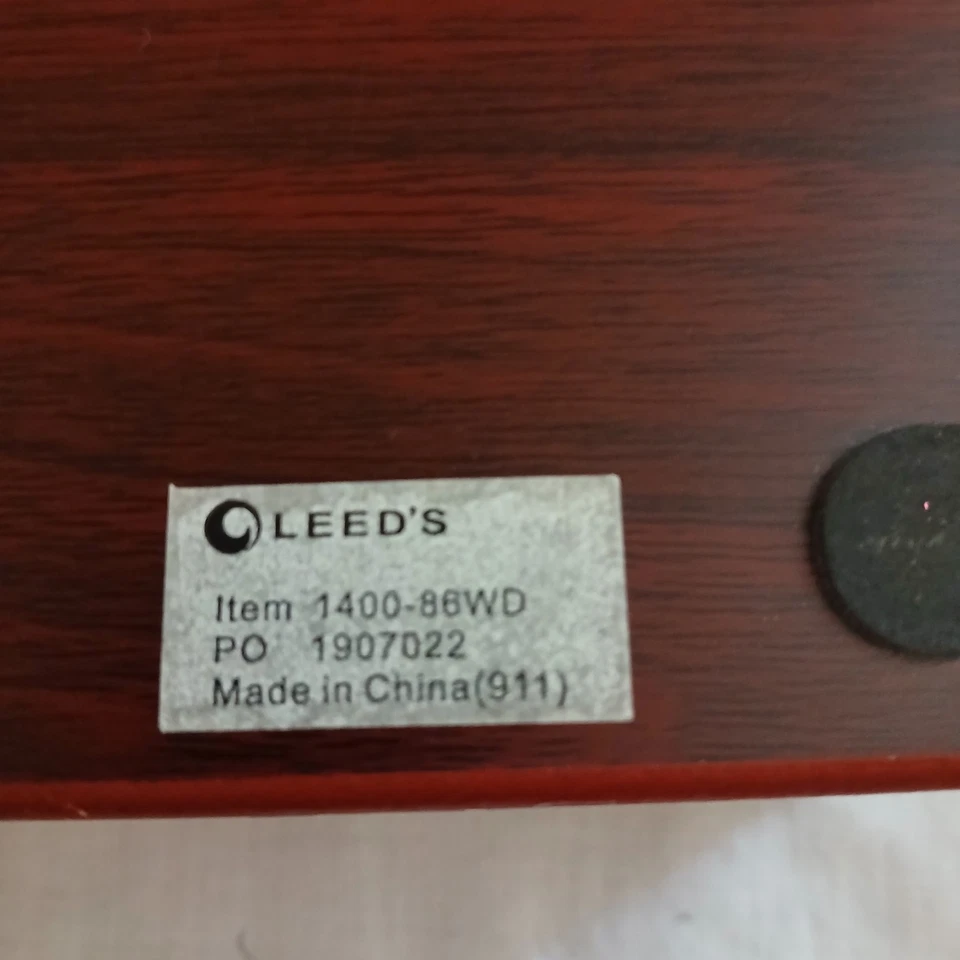 LEED'S
Item 1400-86WD
PO 1907022
Made in China(911)